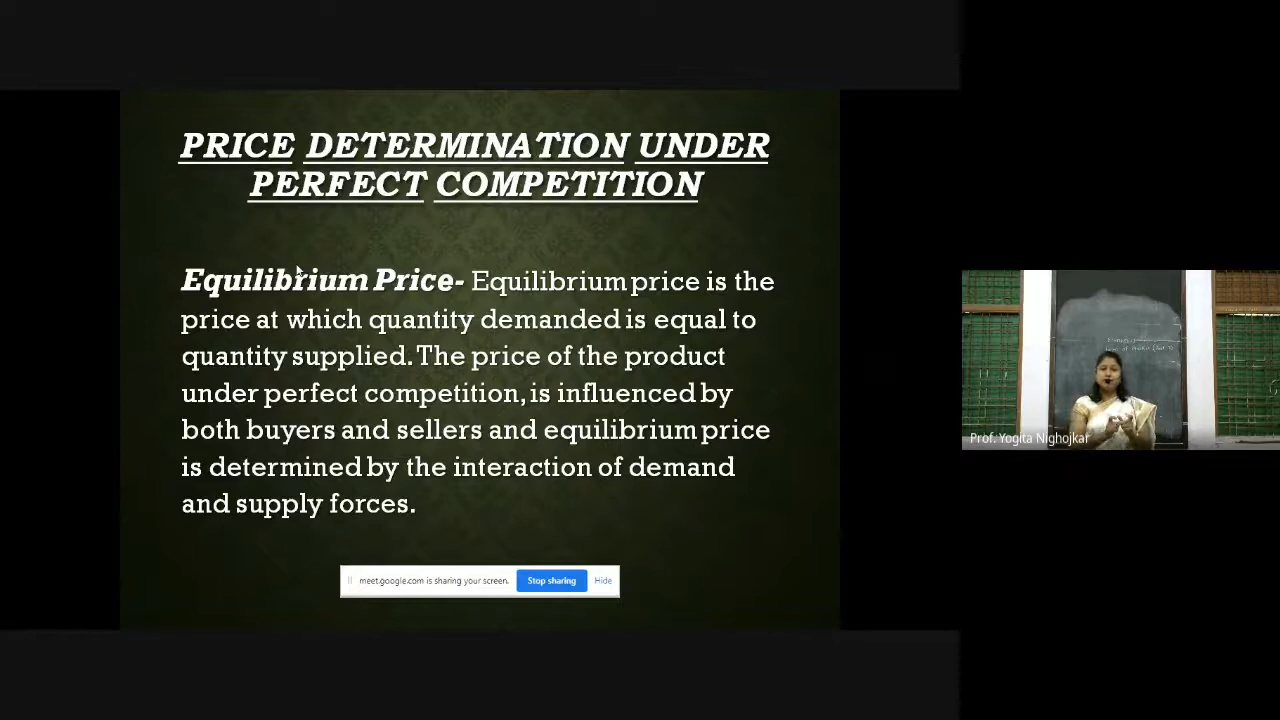 PRICE DETERMINATION UNDER
PERFECT COMPETITION
Equilibrium Price- Equilibrium price is the
price at which quantity demanded is equal to
quantity supplied. The price of the product
under perfect competition, is influenced by
both buyers and sellers and equilibrium price
is determined by the interaction of demand
and supply forces.
meet.google.com is sharing your screen.
Stop sharing
Hide
Prof. Yogita Nighojkar